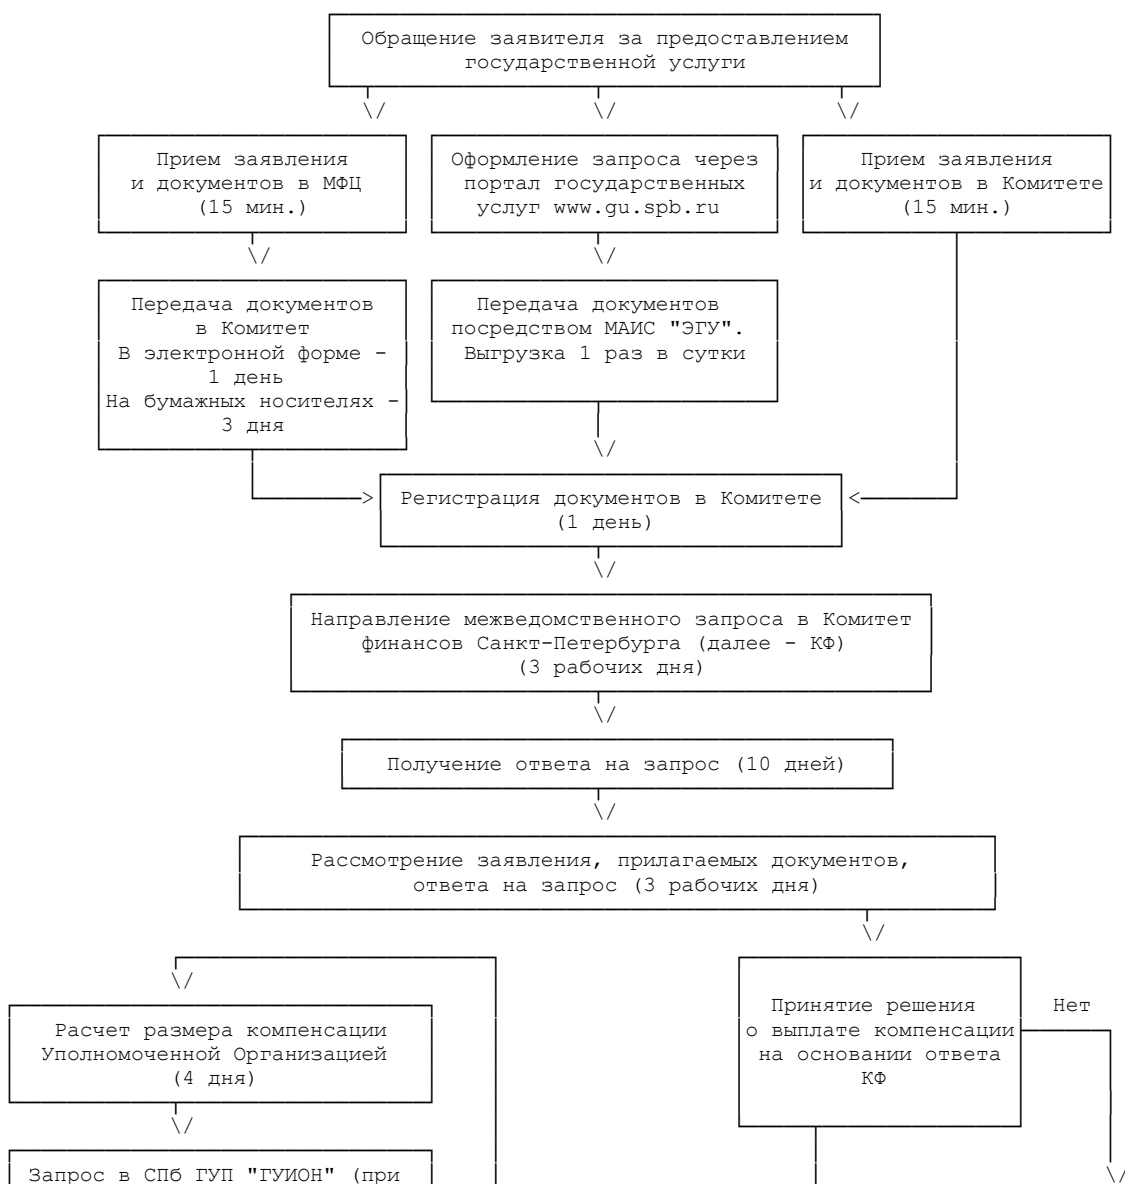 Обращение заявителя за предоставлением
государственной услуги
Прием заявления
и документов в МФЦ
(15 мин.)
Оформление запроса через
портал государственных
услуг www.gu.spb.ru
Прием заявления
и документов в Комитете
(15 мин.)
Передача документов
в Комитет
В электронной форме -
1 день
На бумажных носителях -
3 дня
Передача документов
посредством МАИС "ЭГУ".
Выгрузка 1 раз в сутки
Регистрация документов в Комитете
(1 день)
Направление межведомственного запроса в Комитет
финансов Санкт-Петербурга (далее - КФ)
(3 рабочих дня)
Получение ответа на запрос (10 дней)
Рассмотрение заявления, прилагаемых документов,
ответа на запрос (3 рабочих дня)
Принятие решения
о выплате компенсации
на основании ответа
КФ
Нет
Расчет размера компенсации
Уполномоченной Организацией
(4 дня)
Запрос в СПб ГУП "ГУИОН" (при